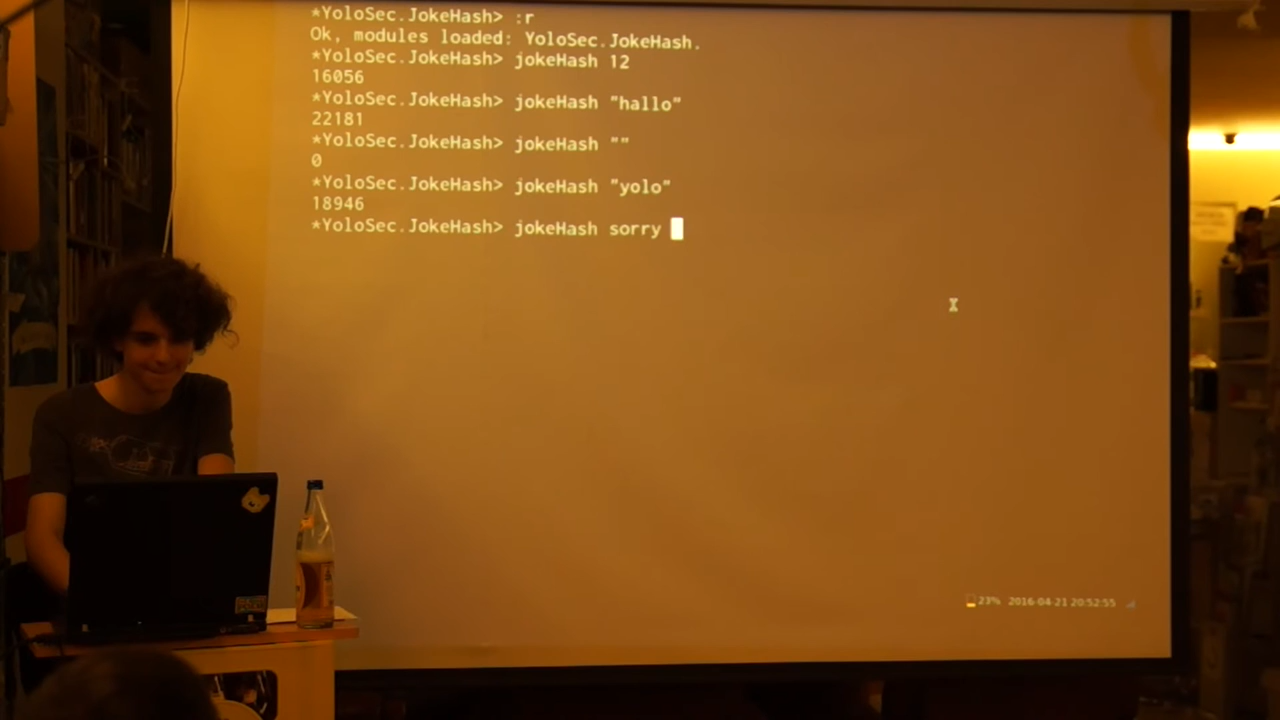 *YoloSec.JokeHash> :r
Ok, modules loaded: YoloSec.JokeHash.
*YoloSec.JokeHash> jokeHash 12
16056
*YoloSec.JokeHash> jokeHash "hallo"
22181
*YoloSec.JokeHash> jokeHash ""
0
*YoloSec.JokeHash> jokeHash "yolo"
18946
*YoloSec.JokeHash> jokeHash sorry
23% 2016-04-21 20:52:55